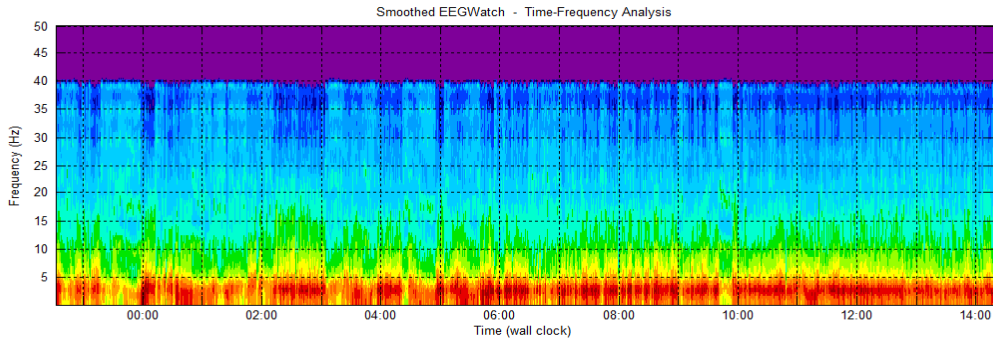 Smoothed EEGWatch - Time-Frequency Analysis
50
45
40
35
30
25
20
15
10
5
Frequency (Hz)
00:00 02:00 04:00 06:00 08:00 10:00 12:00 14:00
Time (wall clock)